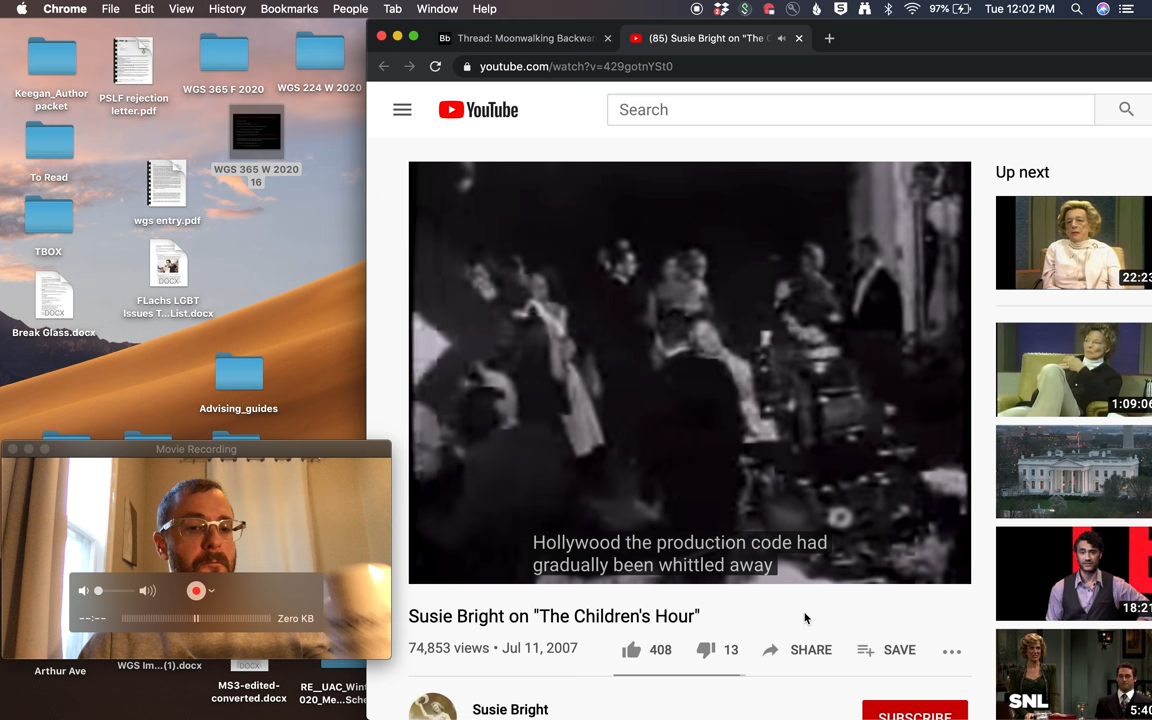 Chrome File Edit View History Bookmarks People Tab Window Help
97% Tue 12:02 PM
Keegan_Author
packet
PSLF rejection
letter.pdf
WGS 365 F 2020
WGS 224 W 2020
To Read
WGS 365 W 2020
16
wgs entry.pdf
TBOX
DOCX
Break Glass.docx
DOCX
FLachs LGBT
Issues T...List.docx
Advising_guides
Movie Recording
--:--
Zero KB
Arthur Ave
WGS Im...(1).docx
DOCX
MS3-edited-
converted.docx
RE__UAC_Win
020_Me...Sche
Bb Thread: Moonwalking Backwar
(85) Susie Bright on "The C
youtube.com/watch?v=429gotnYSt0
YouTube
Search
Hollywood the production code had
gradually been whittled away
Susie Bright on "The Children's Hour"
74,853 views • Jul 11, 2007
408
13
SHARE
SAVE
Susie Bright
SUBSCRIBE
Up next
22:23
1:09:06
18:21
SNL
5:40